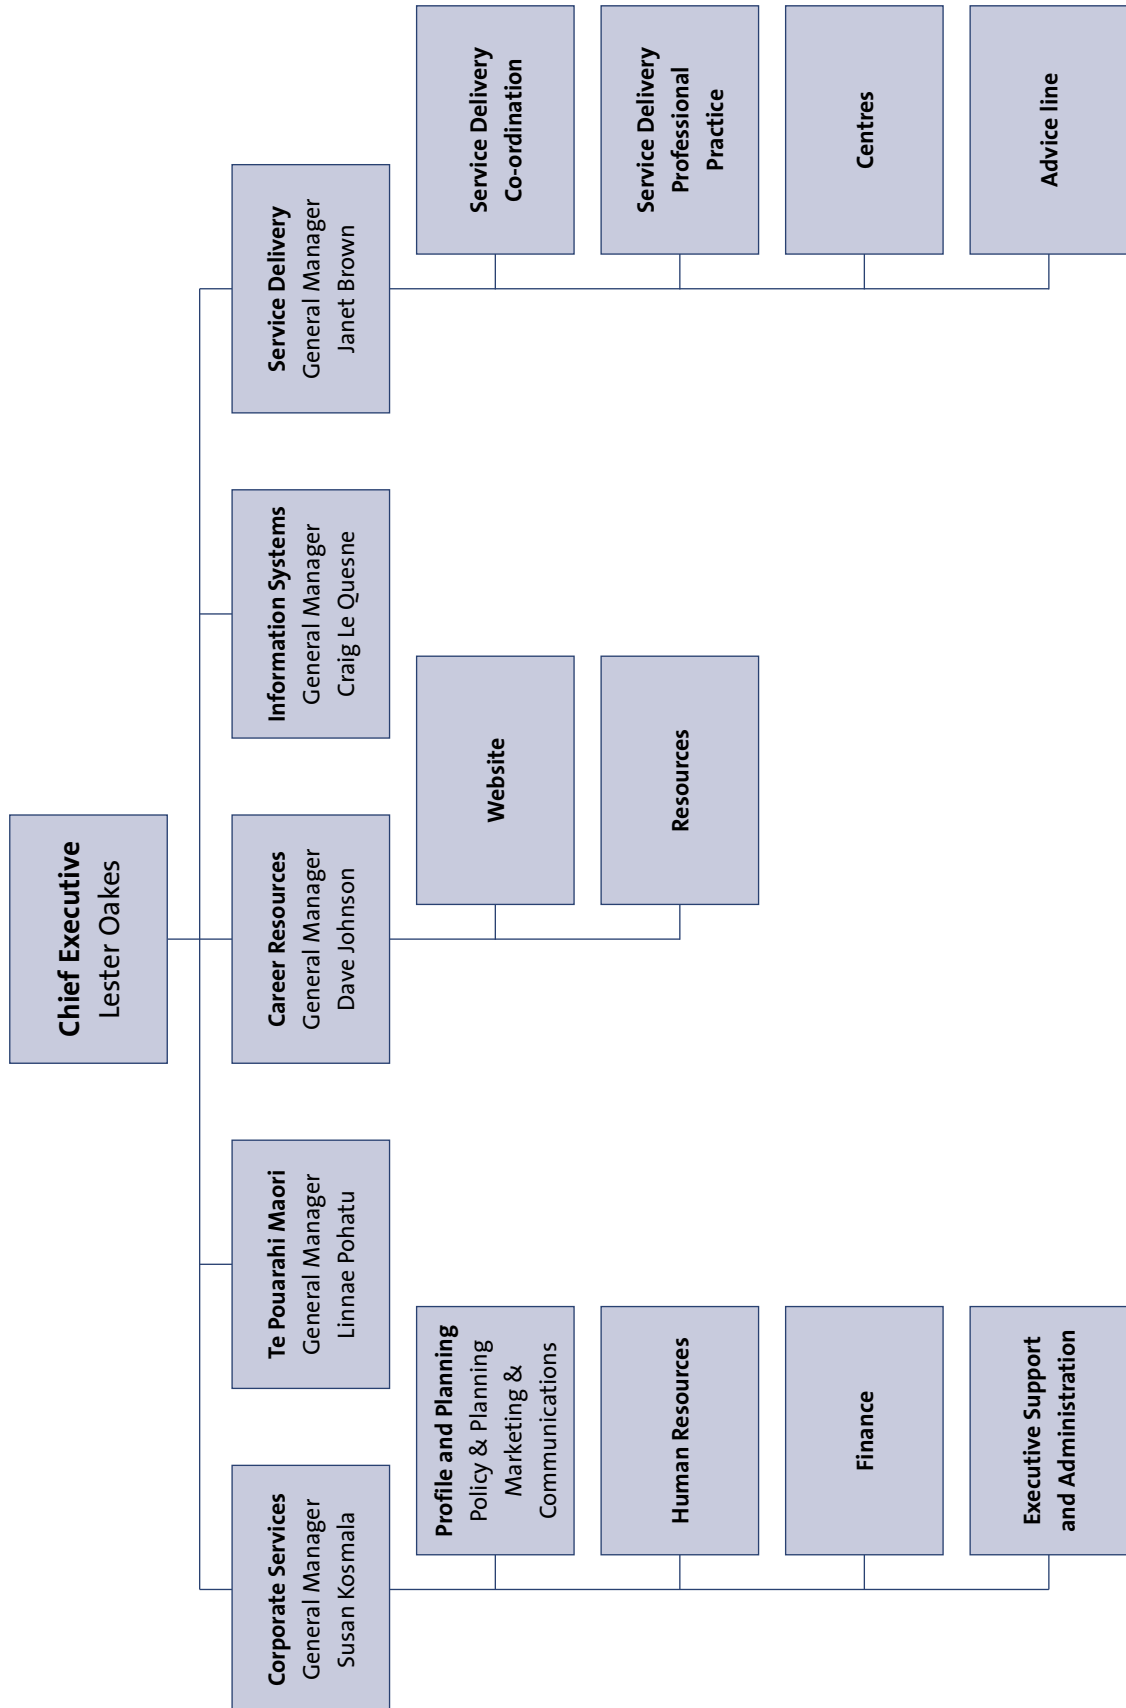 Chief Executive
Lester Oakes
Corporate Services
General Manager
Susan Kosmala
Te Pouarahi Maori
General Manager
Linnae Pohatu
Career Resources
General Manager
Dave Johnson
Information Systems
General Manager
Craig Le Quesne
Service Delivery
General Manager
Janet Brown
Profile and Planning
Policy & Planning
Marketing &
Communications
Human Resources
Finance
Executive Support
and Administration
Website
Resources
Service Delivery
Co-ordination
Service Delivery
Professional
Practice
Centres
Advice line